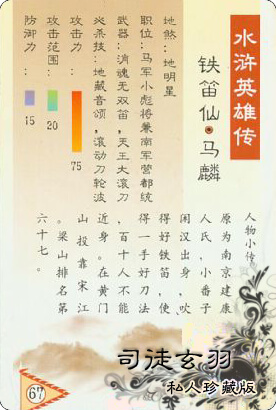 水浒英雄传
铁笛仙·马麟
地煞：地明星
职位：马军小彪将兼南军营都统
武器：消魂无双笛，天王大滚刀
必杀技：地藏音颂，滚动刀轮波
攻击力：
75
攻击范围：
20
防御力：
15
人物小传
原为南京建康
人氏，小番子
闲汉出身，吹
得好铁笛，使
得一手好刀法
，百十人不能
近身。在黄门
山投靠宋江
。梁山排名第
六十七。
67
司徒玄羽
私人珍藏版